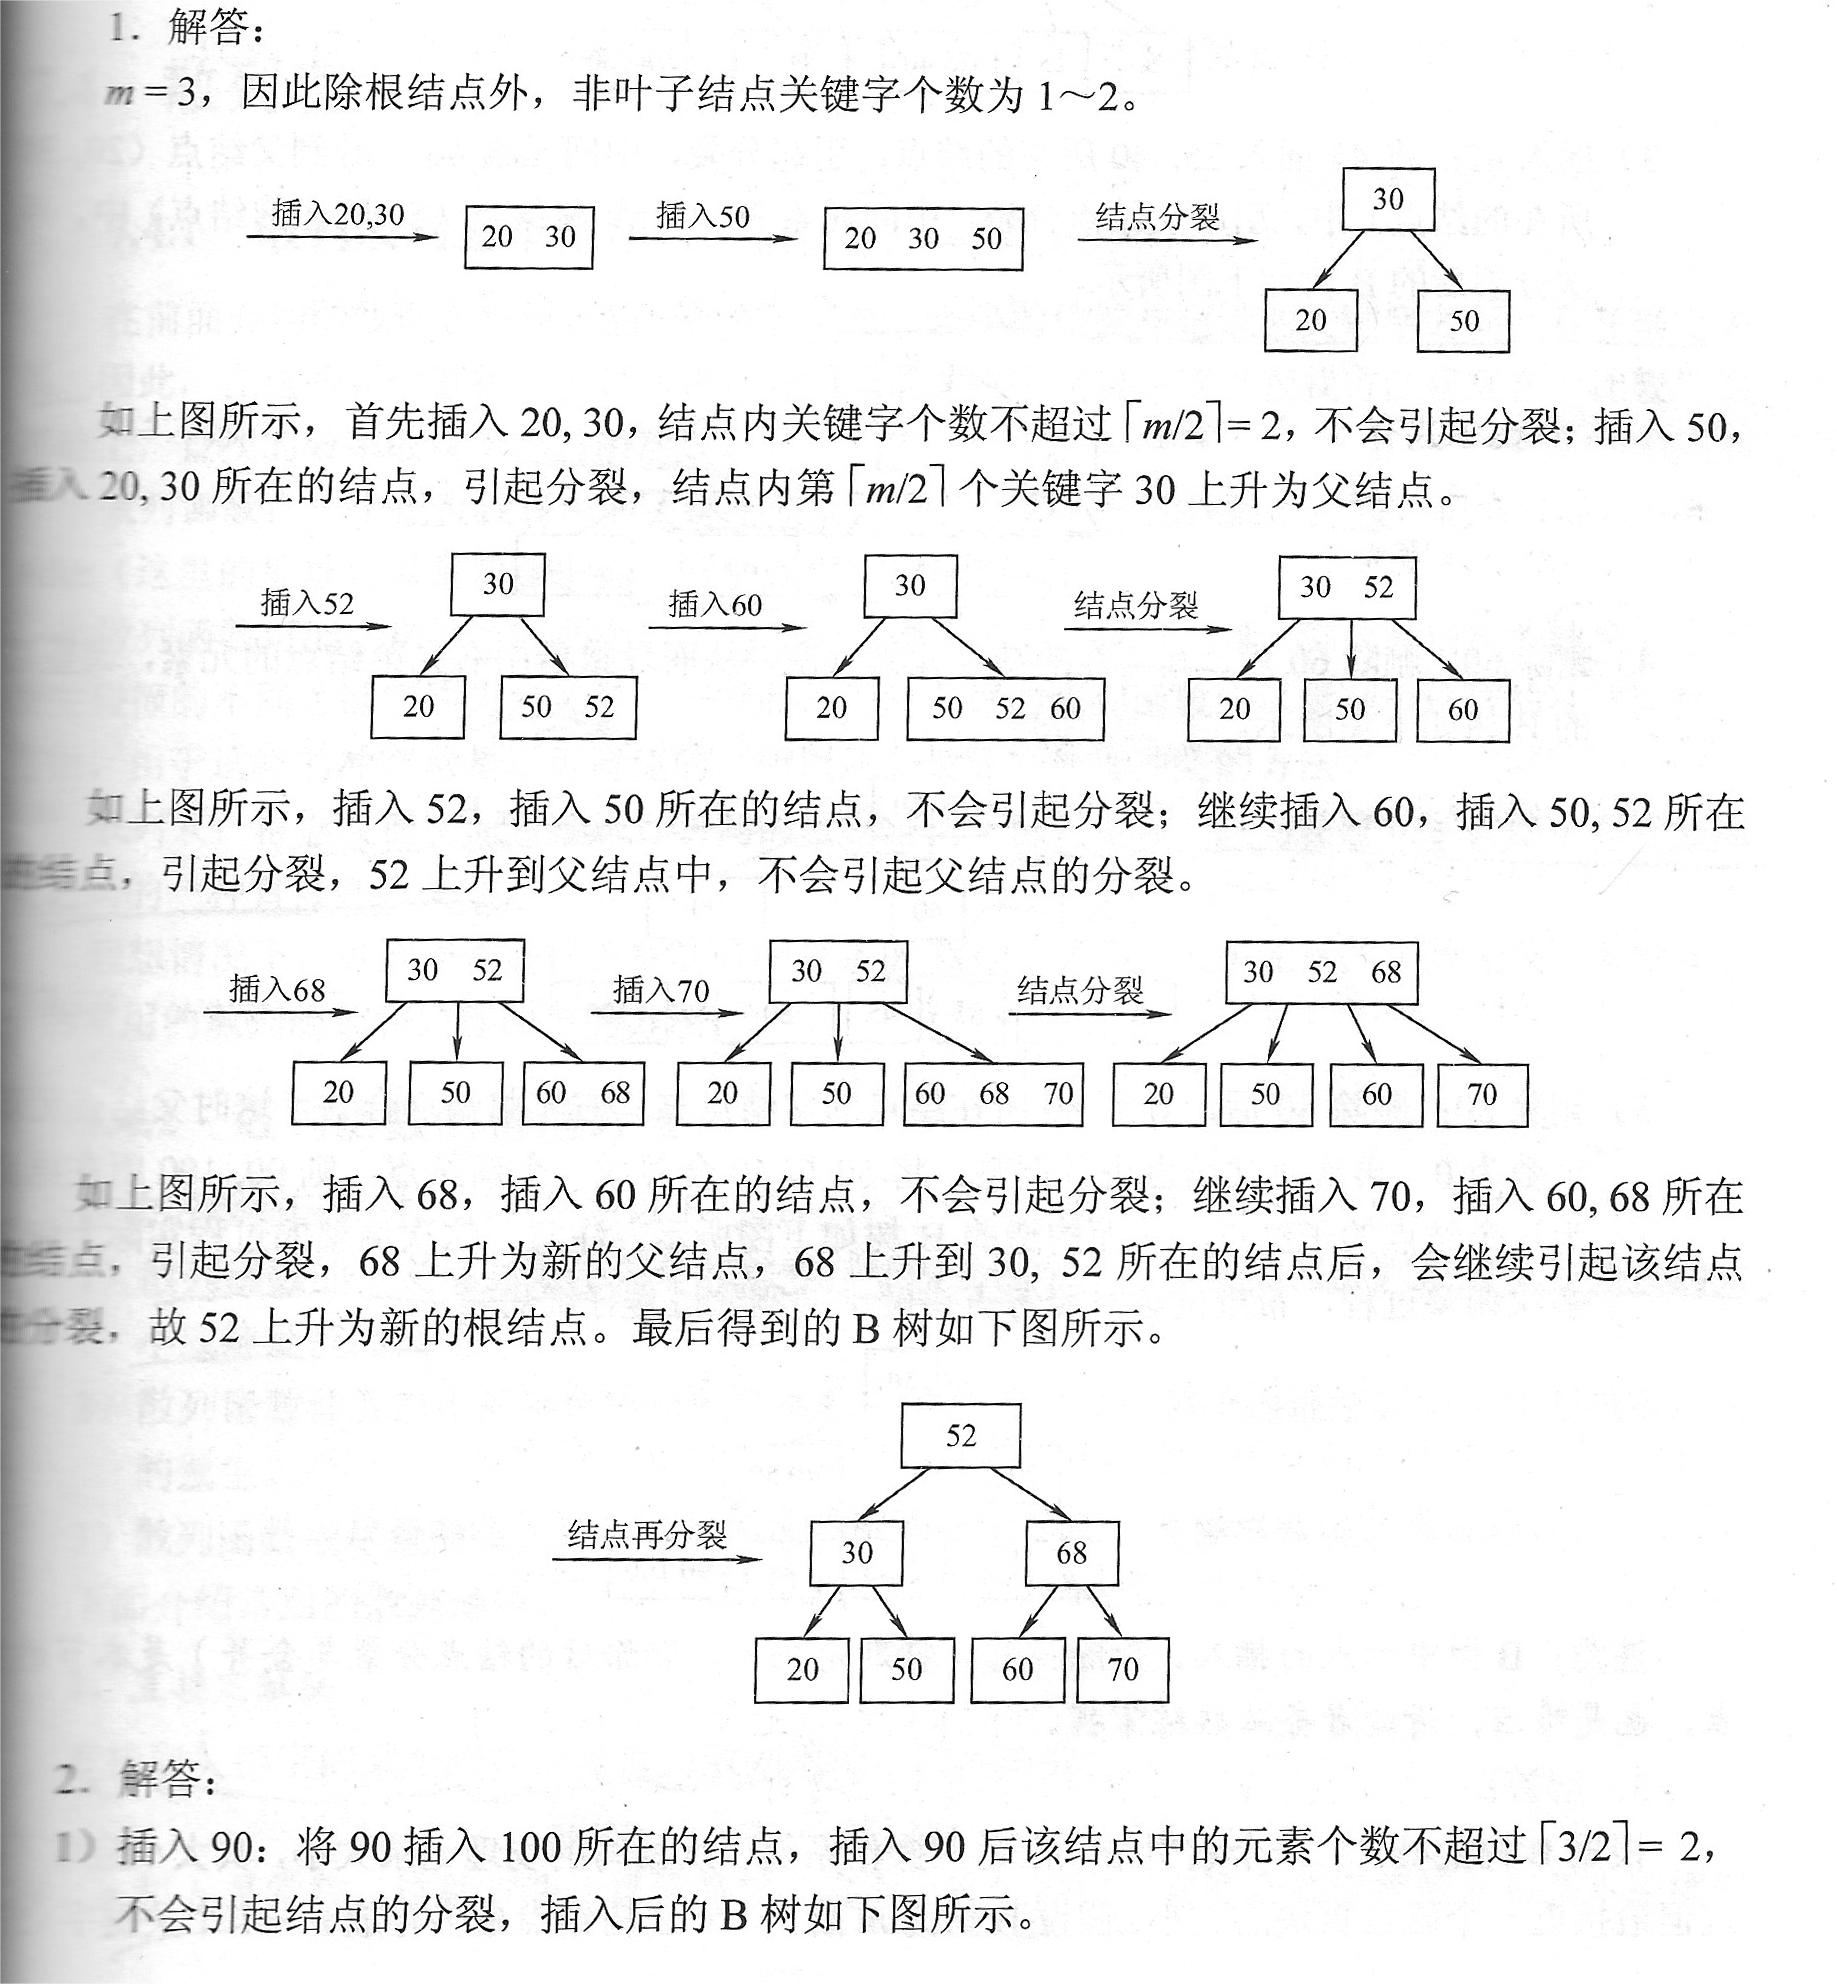 1. 解答：
m = 3，因此除根结点外，非叶子结点关键字个数为 1～2。
插入20,30
20 30
插入50
20 30 50
结点分裂
30
20
50
如上图所示，首先插入 20, 30，结点内关键字个数不超过⌈m/2⌉= 2，不会引起分裂；插入 50，
插入 20, 30 所在的结点，引起分裂，结点内第⌈m/2⌉个关键字 30 上升为父结点。
插入52
30
20
50 52
插入60
30
20
50 52 60
结点分裂
30 52
20
50
60
如上图所示，插入 52，插入 50 所在的结点，不会引起分裂；继续插入 60，插入 50, 52 所在
的结点，引起分裂，52 上升到父结点中，不会引起父结点的分裂。
插入68
30 52
20
50
60 68
插入70
30 52
20
50
60 68 70
结点分裂
30 52 68
20
50
60
70
如上图所示，插入 68，插入 60 所在的结点，不会引起分裂；继续插入 70，插入 60, 68 所在
的结点，引起分裂，68 上升为新的父结点，68 上升到 30, 52 所在的结点后，会继续引起该结点
的分裂，故 52 上升为新的根结点。最后得到的 B 树如下图所示。
结点再分裂
52
30
68
20
50
60
70
2. 解答：
1）插入 90：将 90 插入 100 所在的结点，插入 90 后该结点中的元素个数不超过⌈3/2⌉= 2，
不会引起结点的分裂，插入后的 B 树如下图所示。